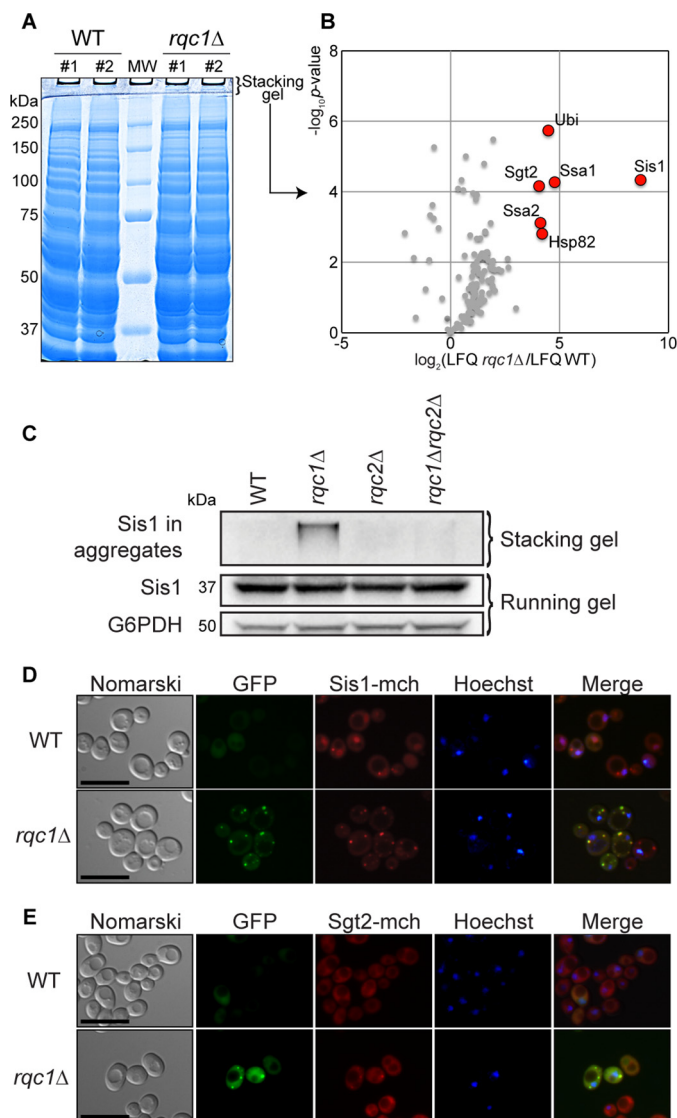 A
WT rqc1Δ
#1 #2 MW #1 #2
Stacking gel
kDa
250
150
100
75
50
37
B
-log10p-value
8
6
4
2
0
-5 0 5 10
log2(LFQ rqc1Δ/LFQ WT)
Ubi
Sgt2 Ssa1 Sis1
Ssa2
Hsp82
C
WT rqc1Δ rqc2Δ rqc1Δrqc2Δ
kDa
Sis1 in aggregates
Stacking gel
Sis1 37
Running gel
G6PDH 50
D
Nomarski GFP Sis1-mch Hoechst Merge
WT
rqc1Δ
E
Nomarski GFP Sgt2-mch Hoechst Merge
WT
rqc1Δ